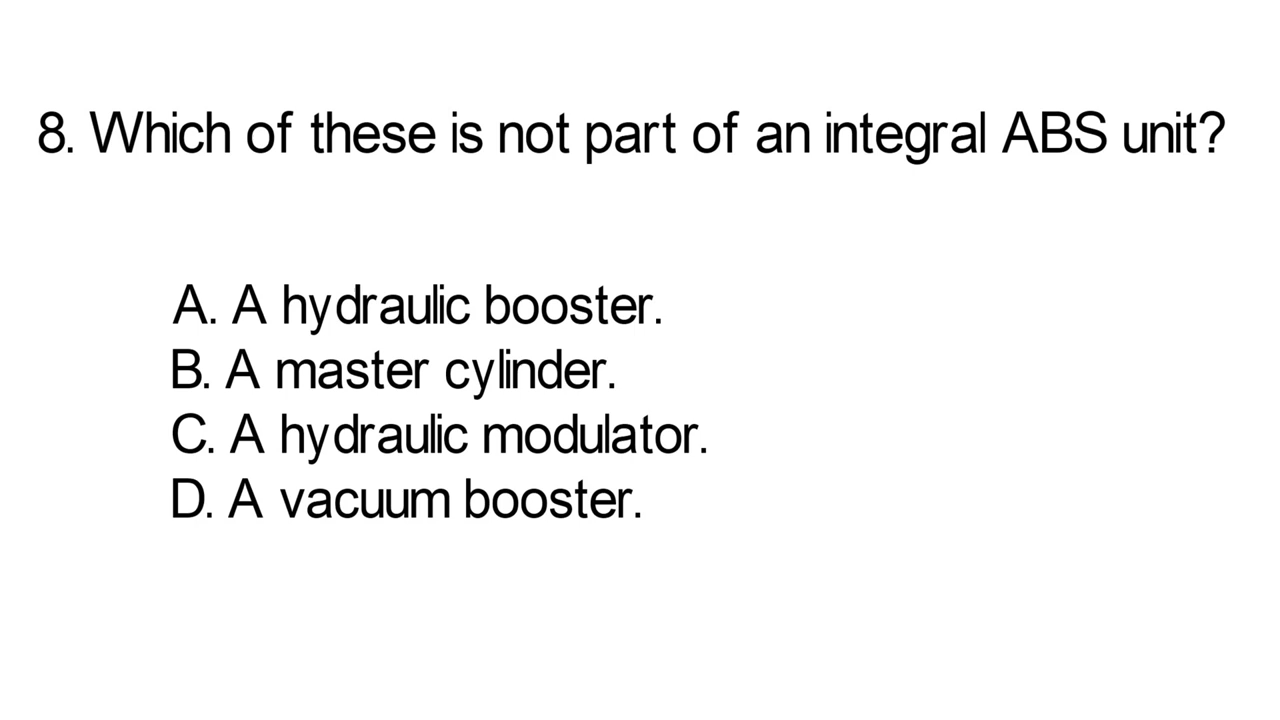 8. Which of these is not part of an integral ABS unit?
A. A hydraulic booster.
B. A master cylinder.
C. A hydraulic modulator.
D. A vacuum booster.